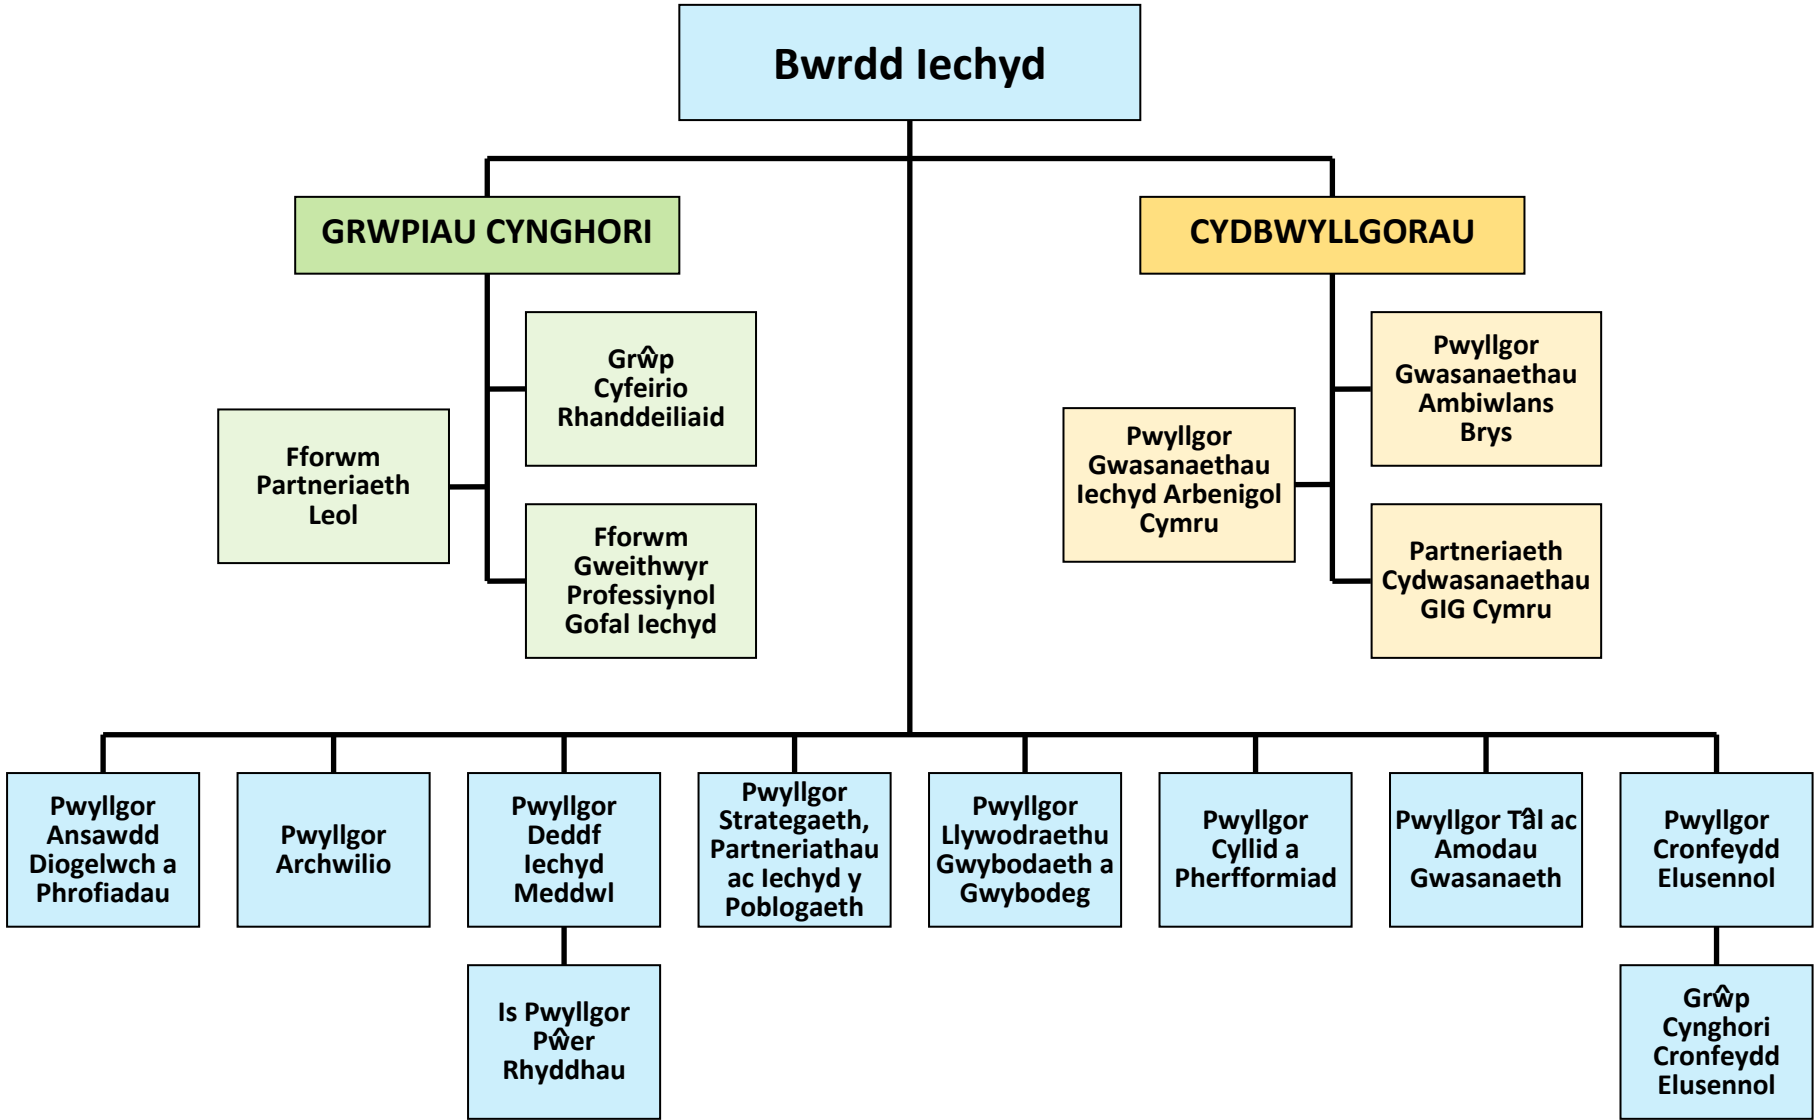 Bwrdd Iechyd
GRWPIAU CYNGHORI
CYDBWYLLGORAU
Grŵp
Cyfeirio
Rhanddeiliaid
Fforwm
Partneriaeth
Leol
Fforwm
Gweithwyr
Professiynol
Gofal Iechyd
Pwyllgor
Gwasanaethau
Ambiwlans
Brys
Pwyllgor
Gwasanaethau
Iechyd Arbenigol
Cymru
Partneriaeth
Cydwasanaethau
GIG Cymru
Pwyllgor
Ansawdd
Diogelwch a
Phrofiadau
Pwyllgor
Archwilio
Pwyllgor
Deddf
Iechyd
Meddwl
Pwyllgor
Strategaeth,
Partneriathau
ac Iechyd y
Poblogaeth
Pwyllgor
Llywodraethu
Gwybodaeth a
Gwybodeg
Pwyllgor
Cyllid a
Pherfformiad
Pwyllgor Tâl ac
Amodau
Gwasanaeth
Pwyllgor
Cronfeydd
Elusennol
Is Pwyllgor
Pŵer
Rhyddhau
Grŵp
Cynghori
Cronfeydd
Elusennol